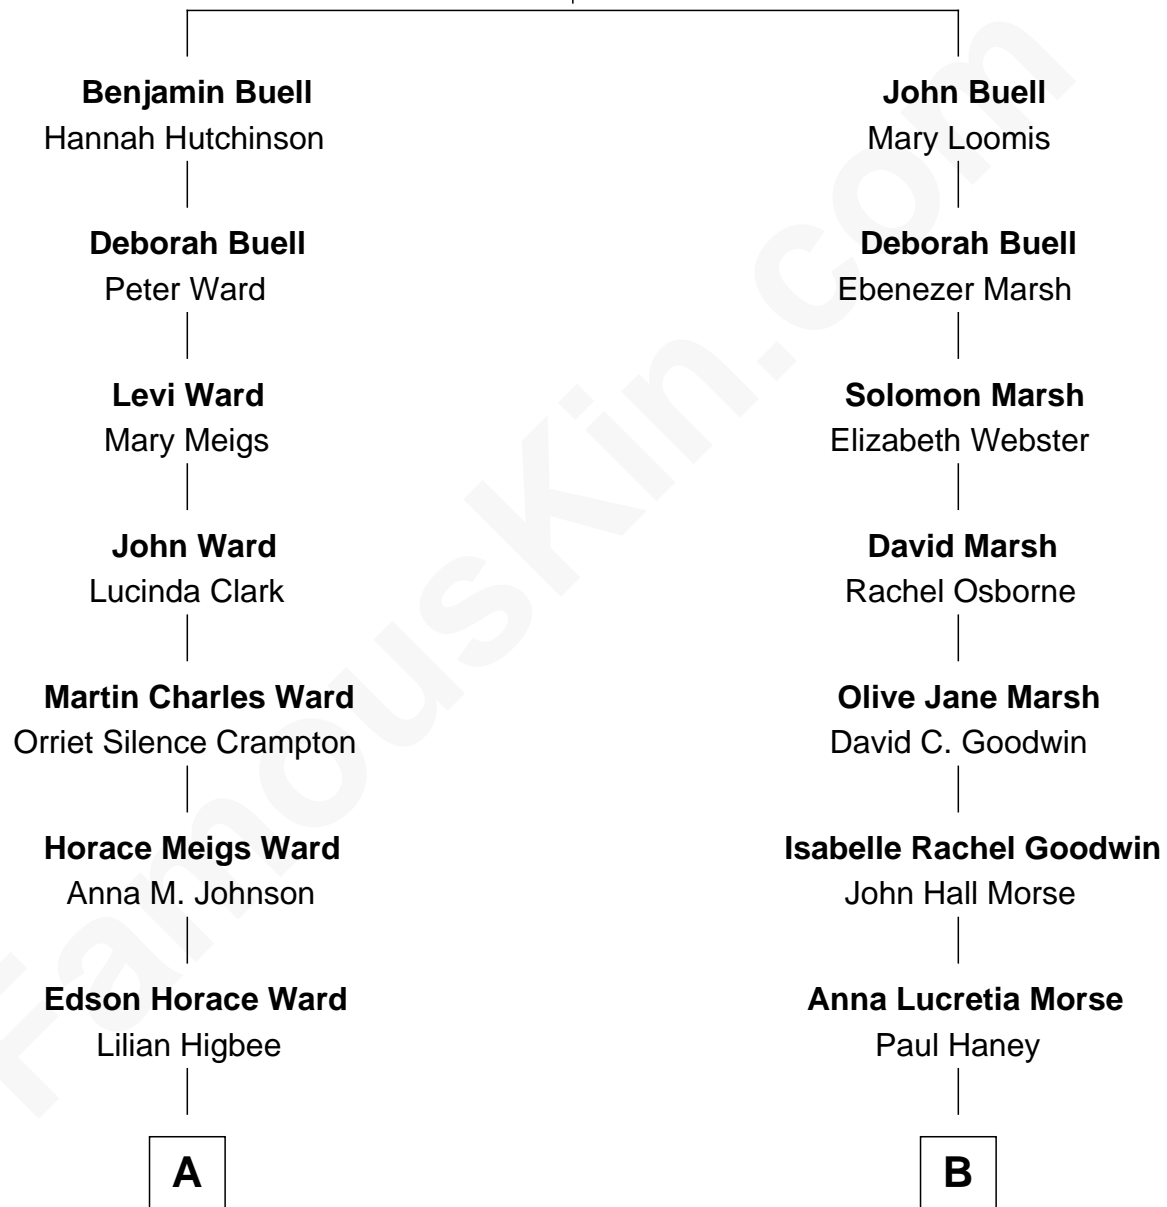 Benjamin Buell
Hannah Hutchinson
Deborah Buell
Peter Ward
Levi Ward
Mary Meigs
John Ward
Lucinda Clark
Martin Charles Ward
Orriet Silence Crampton
Horace Meigs Ward
Anna M. Johnson
Edson Horace Ward
Lilian Higbee
A
John Buell
Mary Loomis
Deborah Buell
Ebenezer Marsh
Solomon Marsh
Elizabeth Webster
David Marsh
Rachel Osborne
Olive Jane Marsh
David C. Goodwin
Isabelle Rachel Goodwin
John Hall Morse
Anna Lucretia Morse
Paul Haney
B
FamousKin.com